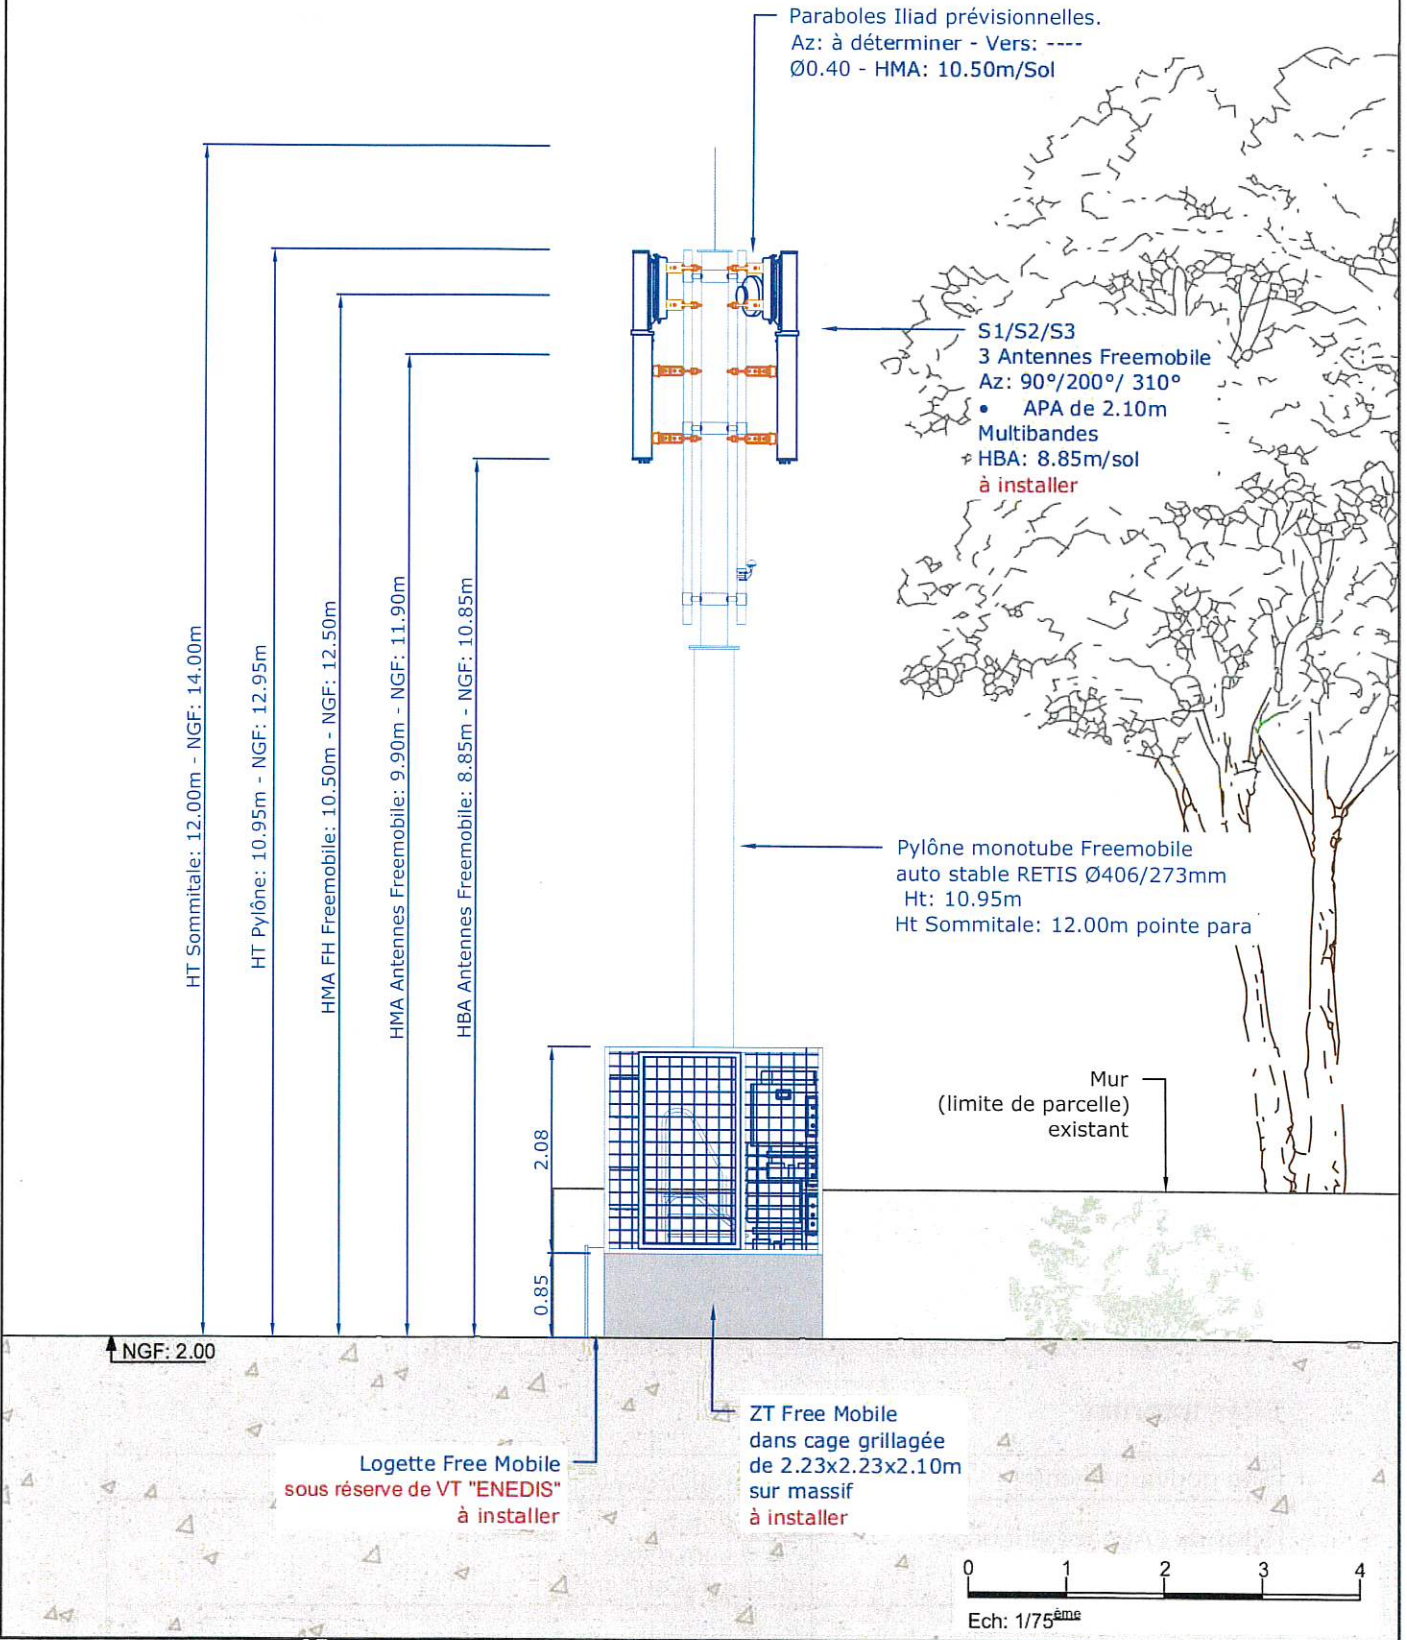 Paraboles Iliad prévisionnelles.
Az: à déterminer - Vers: ----
Ø0.40 - HMA: 10.50m/Sol
S1/S2/S3
3 Antennes Freemobile
Az: 90°/200°/ 310°
• APA de 2.10m
Multibandes
HBA: 8.85m/sol
à installer
HT Sommitale: 12.00m - NGF: 14.00m
HT Pylône: 10.95m - NGF: 12.95m
HMA FH Freemobile: 10.50m - NGF: 12.50m
HMA Antennes Freemobile: 9.90m - NGF: 11.90m
HBA Antennes Freemobile: 8.85m - NGF: 10.85m
Pylône monotube Freemobile
auto stable RETIS Ø406/273mm
Ht: 10.95m
Ht Sommitale: 12.00m pointe para
Mur
(limite de parcelle)
existant
2.08
0.85
NGF: 2.00
Logette Free Mobile
sous réserve de VT "ENEDIS"
à installer
ZT Free Mobile
dans cage grillagée
de 2.23x2.23x2.10m
sur massif
à installer
0 1 2 3 4
Ech: 1/75ème